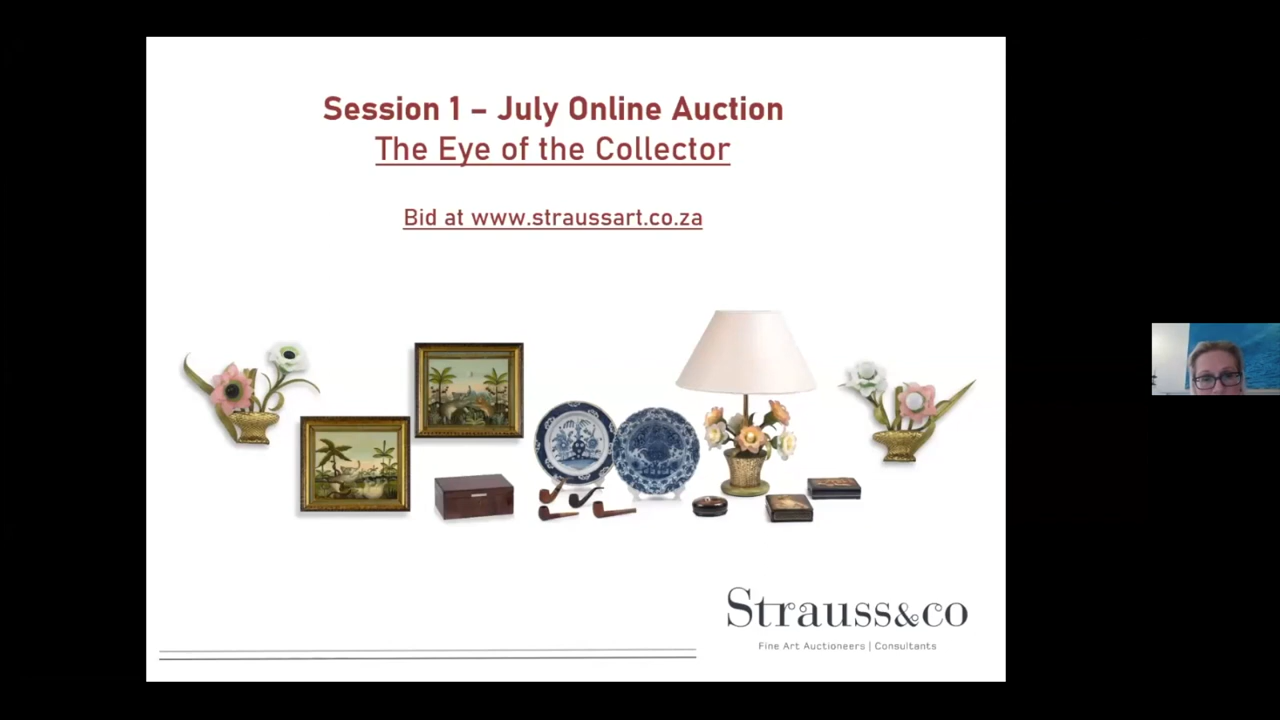 Session 1 – July Online Auction
The Eye of the Collector
Bid at www.straussart.co.za
Strauss&co
Fine Art Auctioneers | Consultants